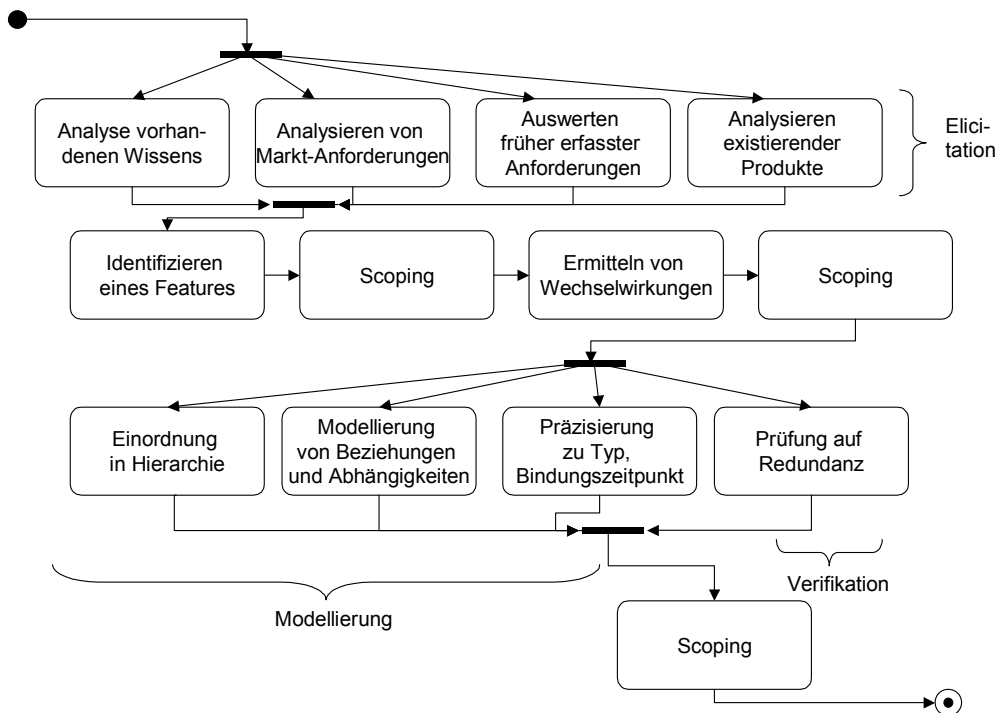 Analyse vorhan-
denen Wissens
Analysieren von
Markt-Anforderungen
Auswerten
früher erfasster
Anforderungen
Analysieren
existierender
Produkte
Elici-
tation
Identifizieren
eines Features
Scoping
Ermitteln von
Wechselwirkungen
Scoping
Einordnung
in Hierarchie
Modellierung
von Beziehungen
und Abhängigkeiten
Präzisierung
zu Typ,
Bindungszeitpunkt
Prüfung auf
Redundanz
Verifikation
Modellierung
Scoping